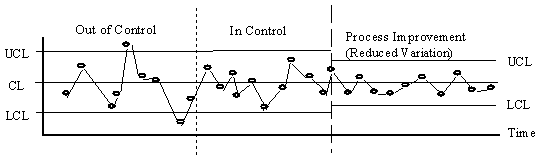 Out of Control
In Control
Process Improvement
(Reduced Variation)
UCL
UCL
CL
LCL
LCL
Time